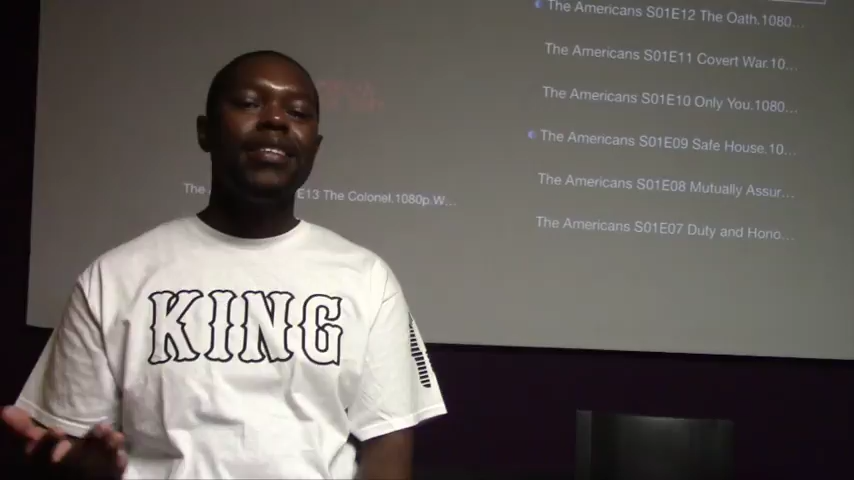 The Americans S01E12 The Oath.1080...
The Americans S01E11 Covert War.10...
The Americans S01E10 Only You.1080...
The Americans S01E09 Safe House.10...
The Americans S01E08 Mutually Assur...
The Americans S01E07 Duty and Hono...
The E13 The Colonel.1080p.W...
KING